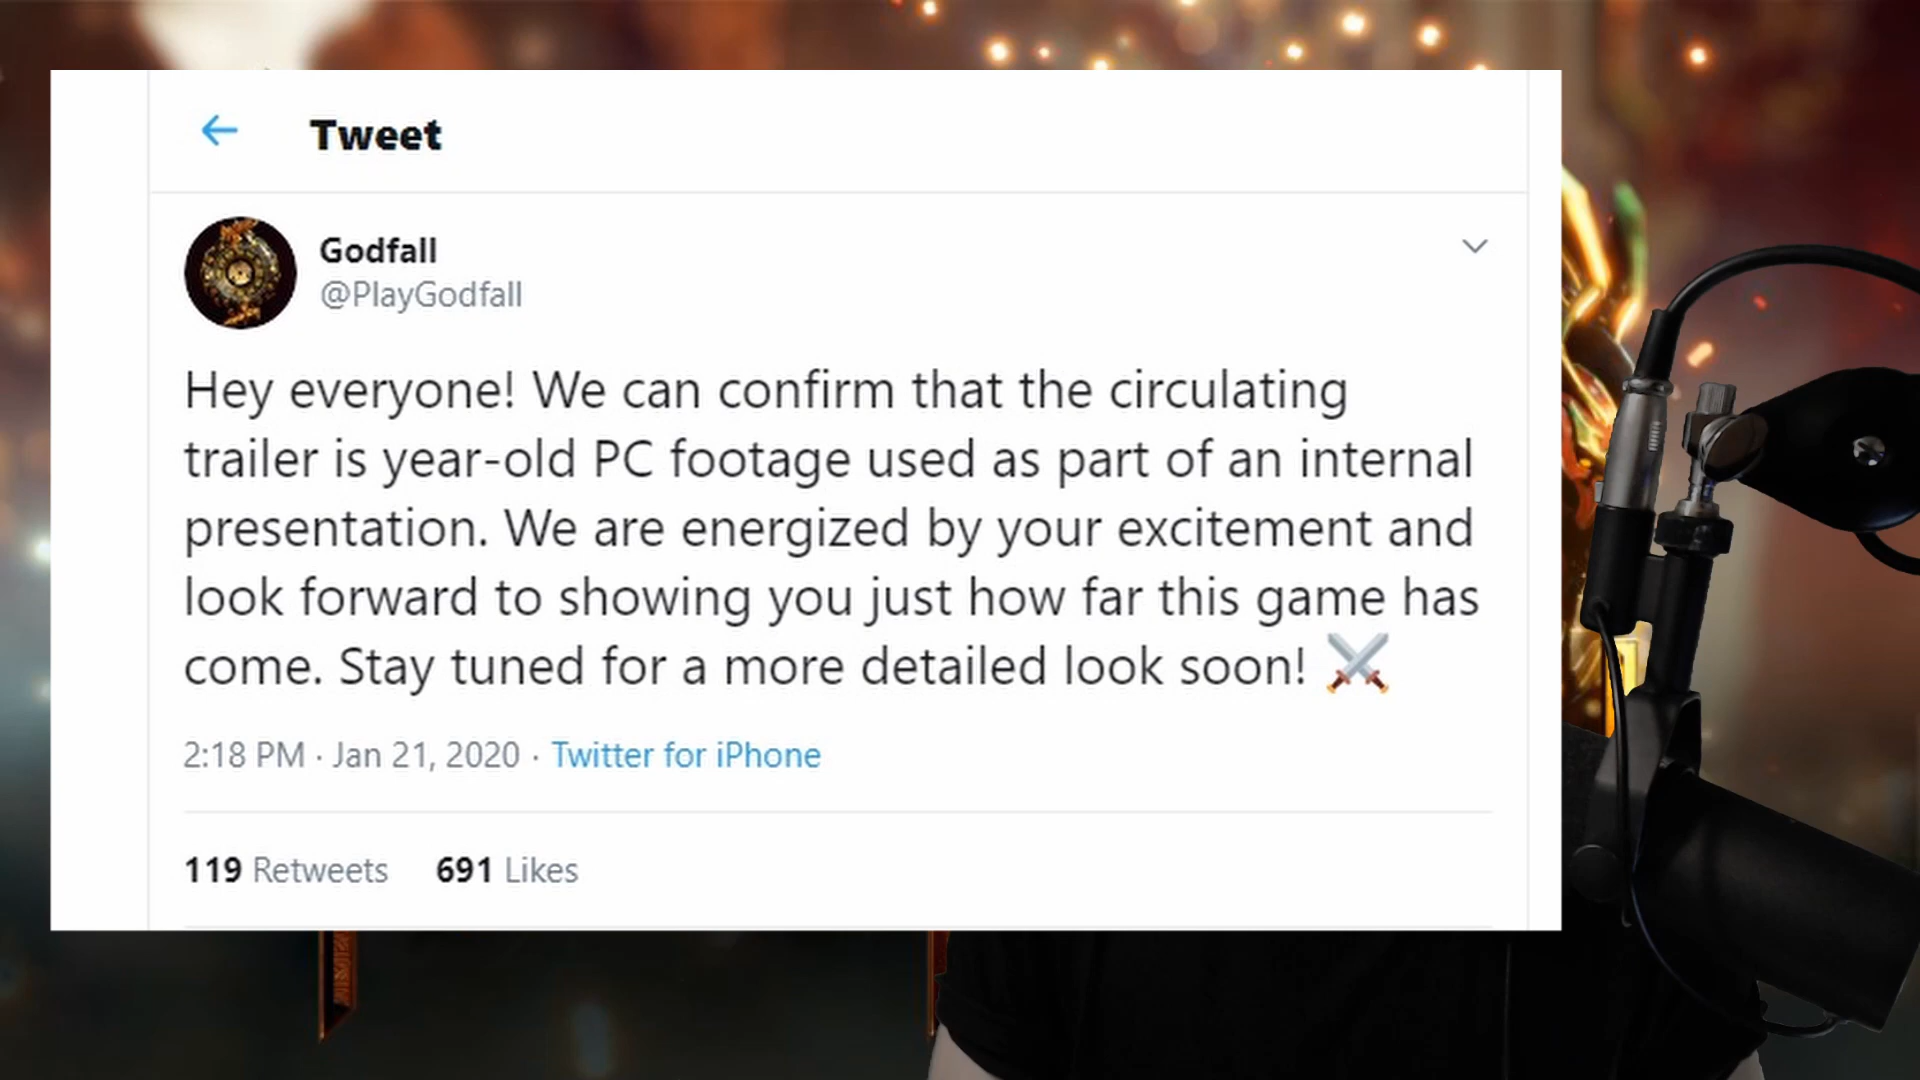 Tweet
Godfall
@PlayGodfall
Hey everyone! We can confirm that the circulating
trailer is year-old PC footage used as part of an internal
presentation. We are energized by your excitement and
look forward to showing you just how far this game has
come. Stay tuned for a more detailed look soon! ⚔️
2:18 PM · Jan 21, 2020 · Twitter for iPhone
119 Retweets 691 Likes